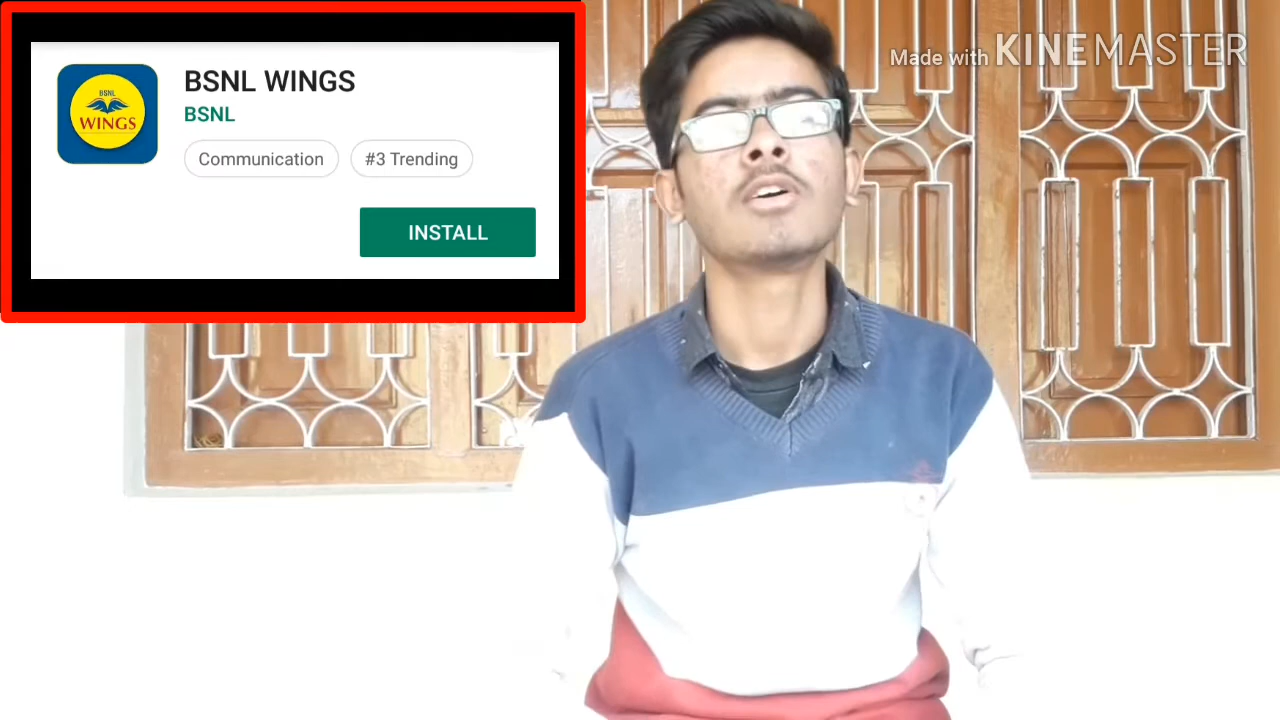 BSNL WINGS
BSNL
Communication
#3 Trending
INSTALL
BSNL
WINGS
Made with KINEMASTER